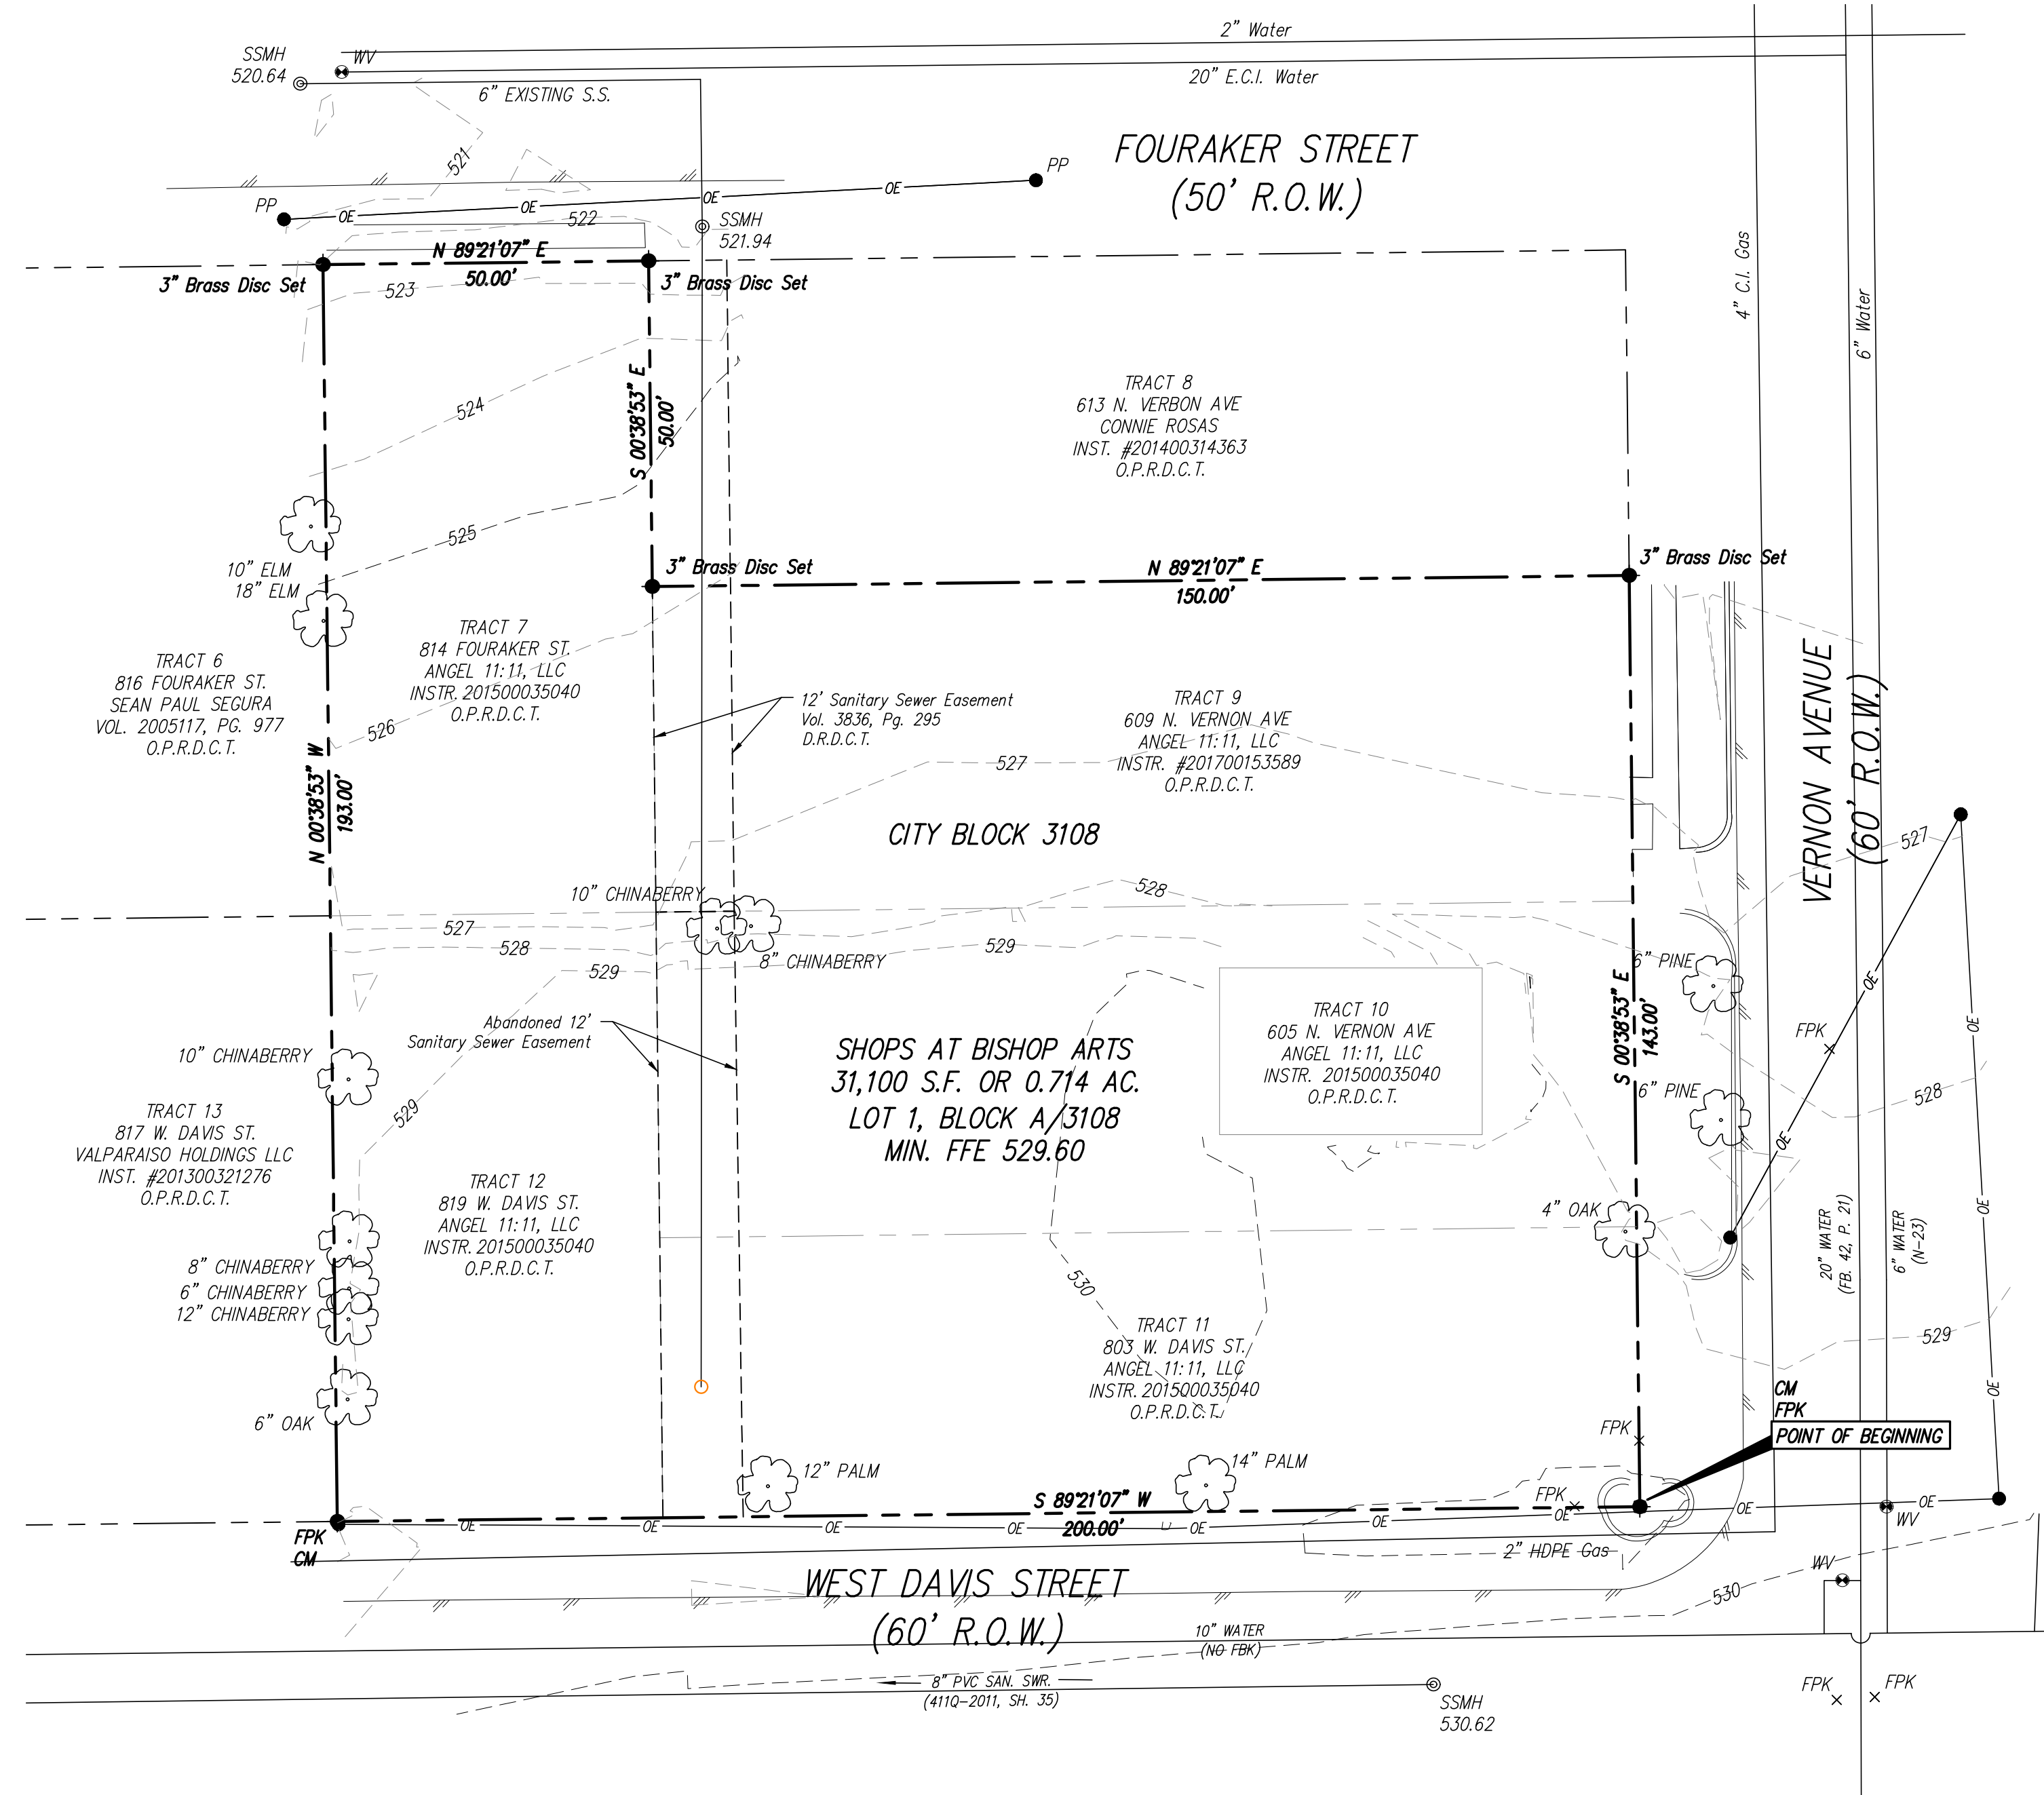 2" Water
SSMH
520.64
WV
20" E.C.I. Water
6" EXISTING S.S.
FOURAKER STREET
(50' R.O.W.)
521
PP
OE
OE
OE
OE
PP
522
SSMH
521.94
N 89°21'07" E
50.00'
3" Brass Disc Set
3" Brass Disc Set
523
4" C.I. Gas
6" Water
524
S 00°38'53" E
50.00'
TRACT 8
613 N. VERBON AVE
CONNIE ROSAS
INST. #201400314363
O.P.R.D.C.T.
525
10" ELM
18" ELM
3" Brass Disc Set
N 89°21'07" E
150.00'
3" Brass Disc Set
TRACT 6
816 FOURAKER ST.
SEAN PAUL SEGURA
VOL. 2005117, PG. 977
O.P.R.D.C.T.
TRACT 7
814 FOURAKER ST.
ANGEL 11:11, LLC
INSTR. 201500035040
O.P.R.D.C.T.
526
12' Sanitary Sewer Easement
Vol. 3836, Pg. 295
D.R.D.C.T.
TRACT 9
609 N. VERNON AVE
ANGEL 11:11, LLC
INSTR. #201700153589
O.P.R.D.C.T.
527
VERNON AVENUE
(60' R.O.W.)
N 00°38'53" W
193.00'
CITY BLOCK 3108
527
10" CHINABERRY
528
527
528
529
529
8" CHINABERRY
6" PINE
OE
OE
S 00°38'53" E
143.00'
Abandoned 12'
Sanitary Sewer Easement
SHOPS AT BISHOP ARTS
31,100 S.F. OR 0.714 AC.
LOT 1, BLOCK A/3108
MIN. FFE 529.60
TRACT 10
605 N. VERNON AVE
ANGEL 11:11, LLC
INSTR. 201500035040
O.P.R.D.C.T.
FPK
10" CHINABERRY
529
6" PINE
528
OE
TRACT 13
817 W. DAVIS ST.
VALPARAISO HOLDINGS LLC
INST. #201300321276
O.P.R.D.C.T.
TRACT 12
819 W. DAVIS ST.
ANGEL 11:11, LLC
INSTR. 201500035040
O.P.R.D.C.T.
4" OAK
20" WATER
(FB. 42, P. 21)
6" WATER
(N-23)
OE
8" CHINABERRY
6" CHINABERRY
12" CHINABERRY
530
TRACT 11
803 W. DAVIS ST.
ANGEL 11:11, LLC
INSTR. 201500035040
O.P.R.D.C.T.
529
OE
6" OAK
CM
FPK
POINT OF BEGINNING
FPK
12" PALM
14" PALM
FPK
S 89°21'07" W
200.00'
OE
OE
OE
OE
OE
OE
OE
OE
OE
WV
FPK
CM
2" HDPE Gas
WV
WEST DAVIS STREET
(60' R.O.W.)
530
10" WATER
(NO FBK)
8" PVC SAN. SWR.
(411Q-2011, SH. 35)
SSMH
530.62
FPK
FPK